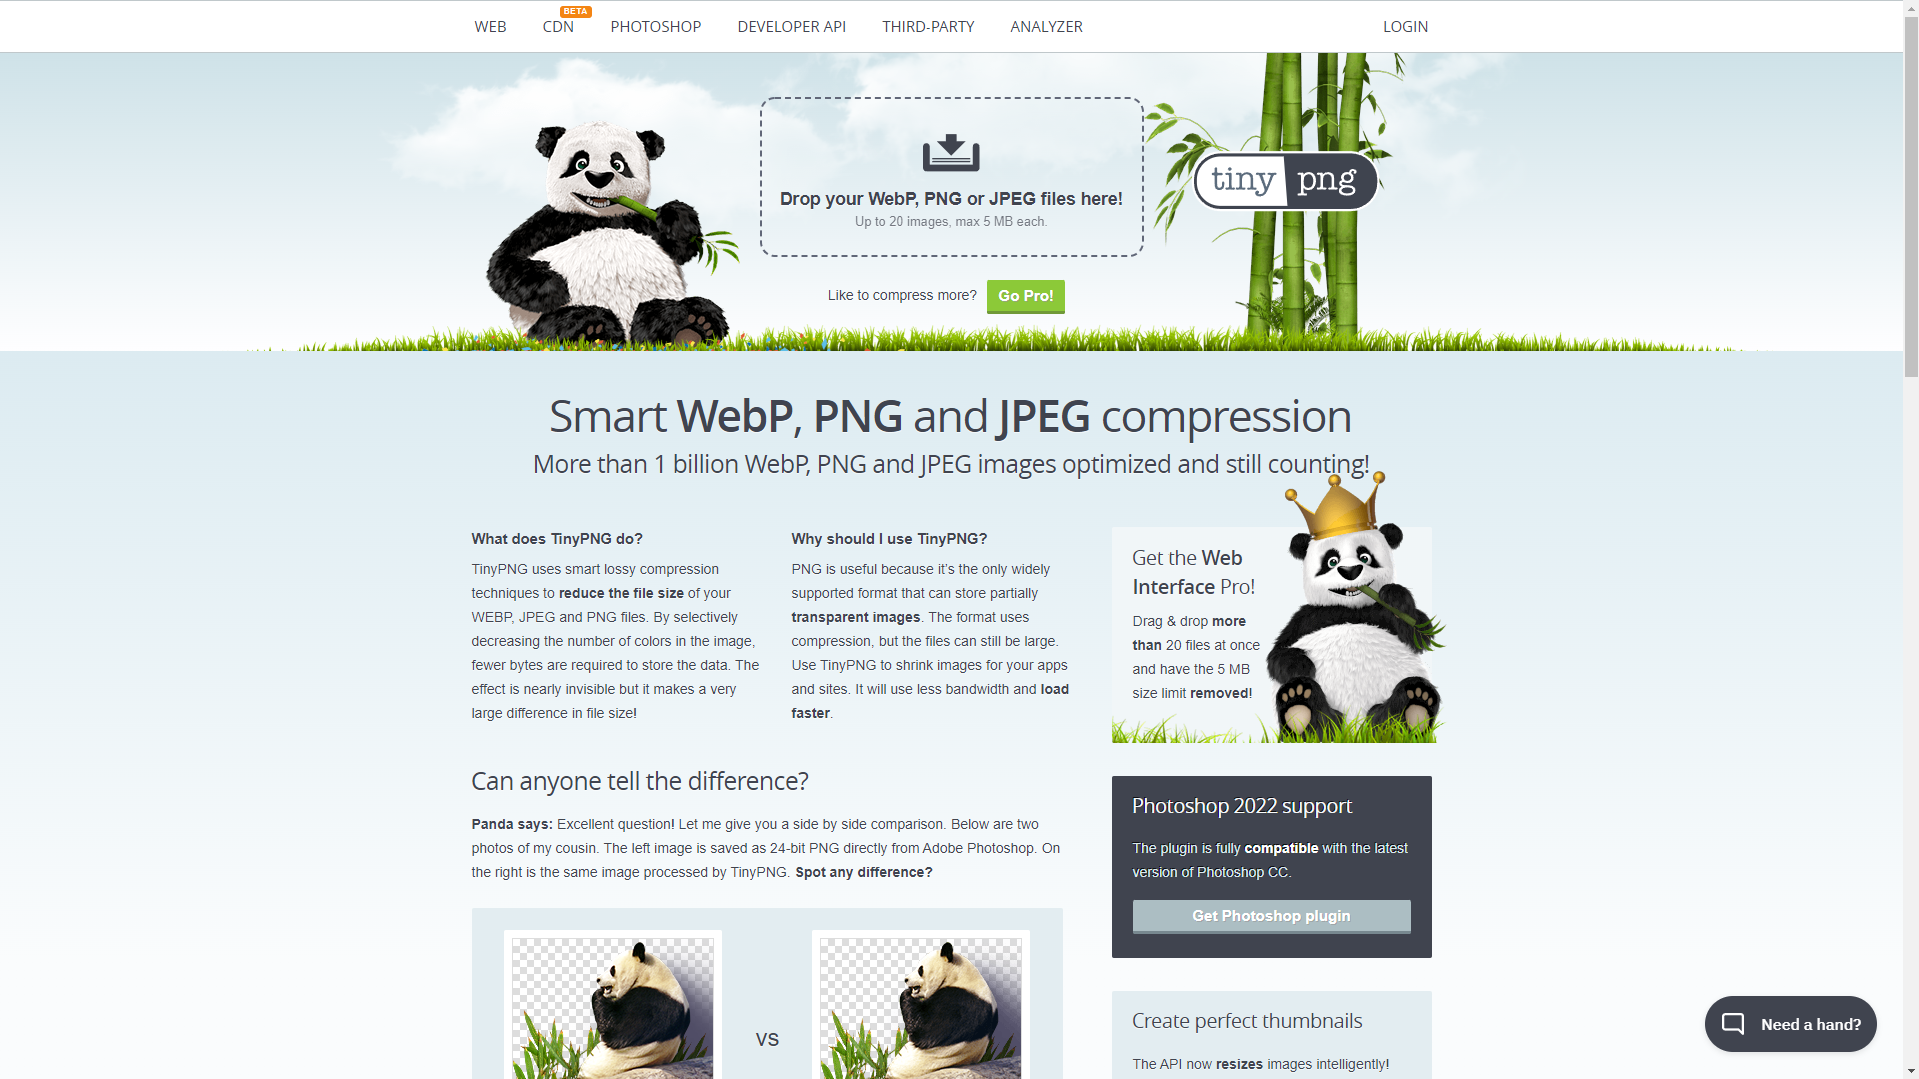 WEB
CDN
BETA
PHOTOSHOP
DEVELOPER API
THIRD-PARTY
ANALYZER
LOGIN
Drop your WebP, PNG or JPEG files here!
Up to 20 images, max 5 MB each.
tiny png
Like to compress more?
Go Pro!
Smart WebP, PNG and JPEG compression
More than 1 billion WebP, PNG and JPEG images optimized and still counting!
What does TinyPNG do?
TinyPNG uses smart lossy compression
techniques to reduce the file size of your
WEBP, JPEG and PNG files. By selectively
decreasing the number of colors in the image,
fewer bytes are required to store the data. The
effect is nearly invisible but it makes a very
large difference in file size!
Why should I use TinyPNG?
PNG is useful because it's the only widely
supported format that can store partially
transparent images. The format uses
compression, but the files can still be large.
Use TinyPNG to shrink images for your apps
and sites. It will use less bandwidth and load
faster.
Get the Web
Interface Pro!
Drag & drop more
than 20 files at once
and have the 5 MB
size limit removed!
Can anyone tell the difference?
Panda says: Excellent question! Let me give you a side by side comparison. Below are two
photos of my cousin. The left image is saved as 24-bit PNG directly from Adobe Photoshop. On
the right is the same image processed by TinyPNG. Spot any difference?
vs
Photoshop 2022 support
The plugin is fully compatible with the latest
version of Photoshop CC.
Get Photoshop plugin
Create perfect thumbnails
The API now resizes images intelligently!
Need a hand?